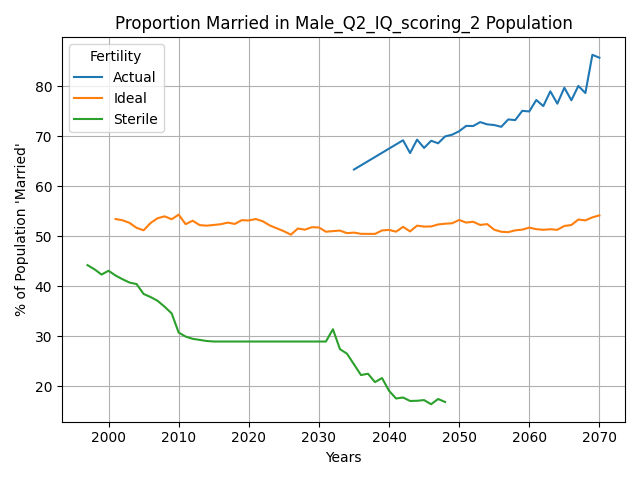 Proportion Married in Male_Q2_IQ_scoring_2 Population
Fertility
Actual
Ideal
Sterile
% of Population 'Married'
80
70
60
50
40
30
20
2000 2010 2020 2030 2040 2050 2060 2070
Years